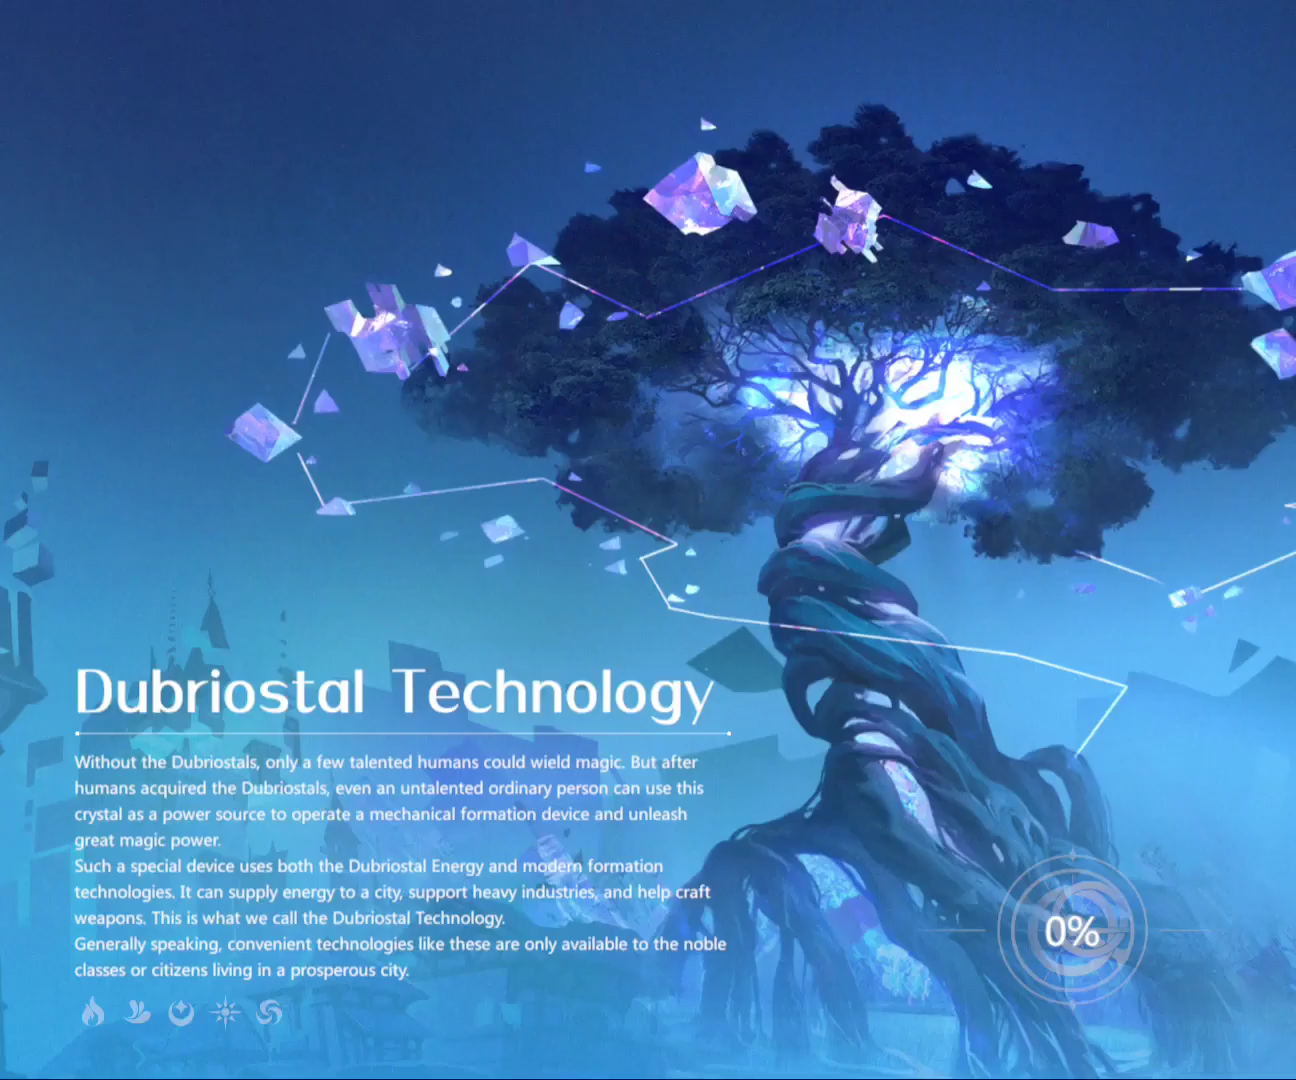 Dubriostal Technology
Without the Dubriostals, only a few talented humans could wield magic. But after
humans acquired the Dubriostals, even an untalented ordinary person can use this
crystal as a power source to operate a mechanical formation device and unleash
great magic power.
Such a special device uses both the Dubriostal Energy and modern formation
technologies. It can supply energy to a city, support heavy industries, and help craft
weapons. This is what we call the Dubriostal Technology.
Generally speaking, convenient technologies like these are only available to the noble
classes or citizens living in a prosperous city.
0%